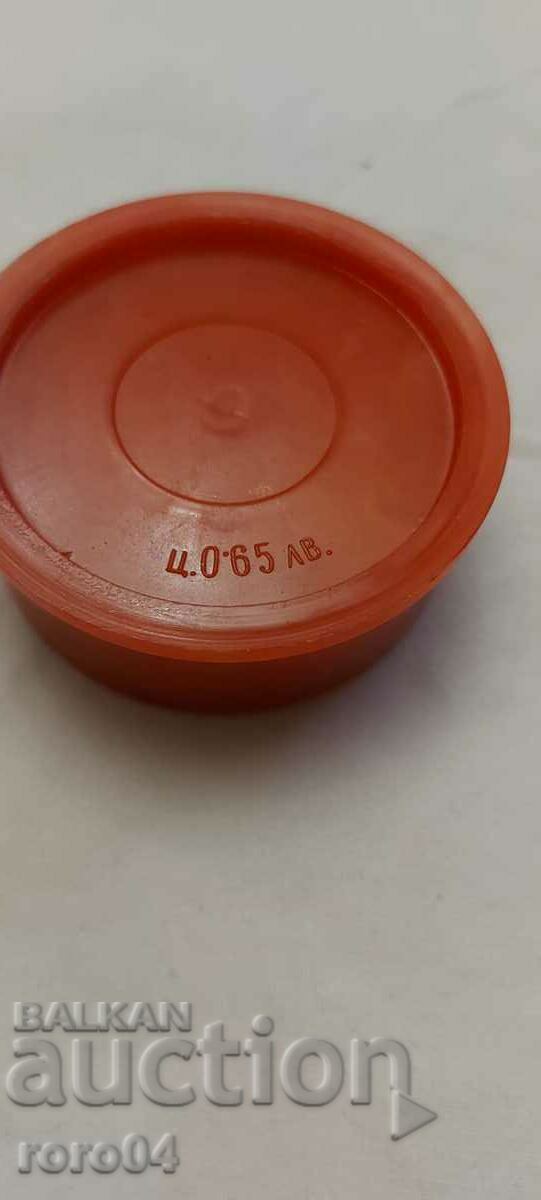 ц.0.65 лв.
BALKAN
auction
roro04